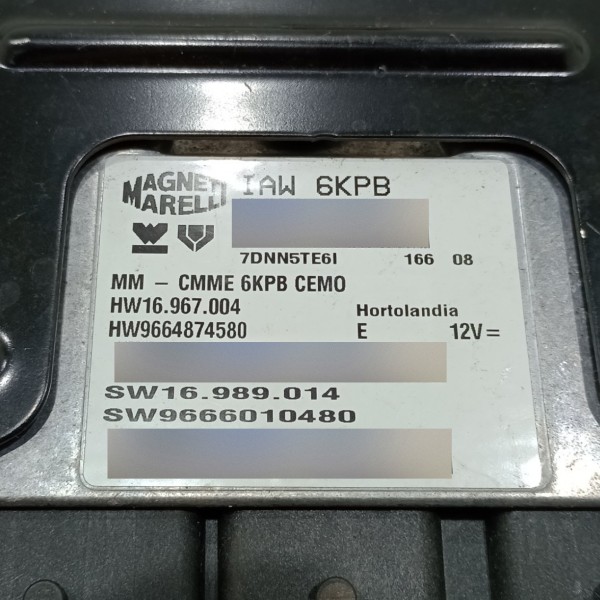 MAGNETI
MARELLI
IAW 6KPB
7DNN5TE6I 166 08
MM - CMME 6KPB CEMO
HW16.967.004 Hortolandia
HW9664874580 E 12V=
SW16.989.014
SW9666010480